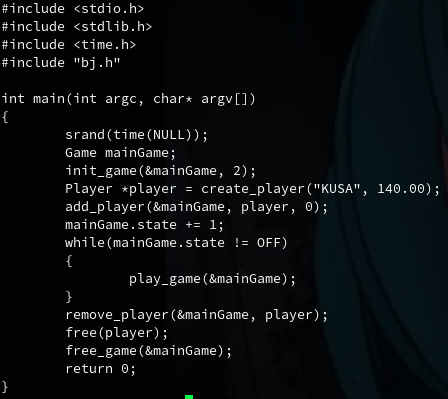 #include <stdio.h>
#include <stdlib.h>
#include <time.h>
#include "bj.h"

int main(int argc, char* argv[])
{
        srand(time(NULL));
        Game mainGame;
        init_game(&mainGame, 2);
        Player *player = create_player("KUSA", 140.00);
        add_player(&mainGame, player, 0);
        mainGame.state += 1;
        while(mainGame.state != OFF)
        {
                play_game(&mainGame);
        }
        remove_player(&mainGame, player);
        free(player);
        free_game(&mainGame);
        return 0;
}